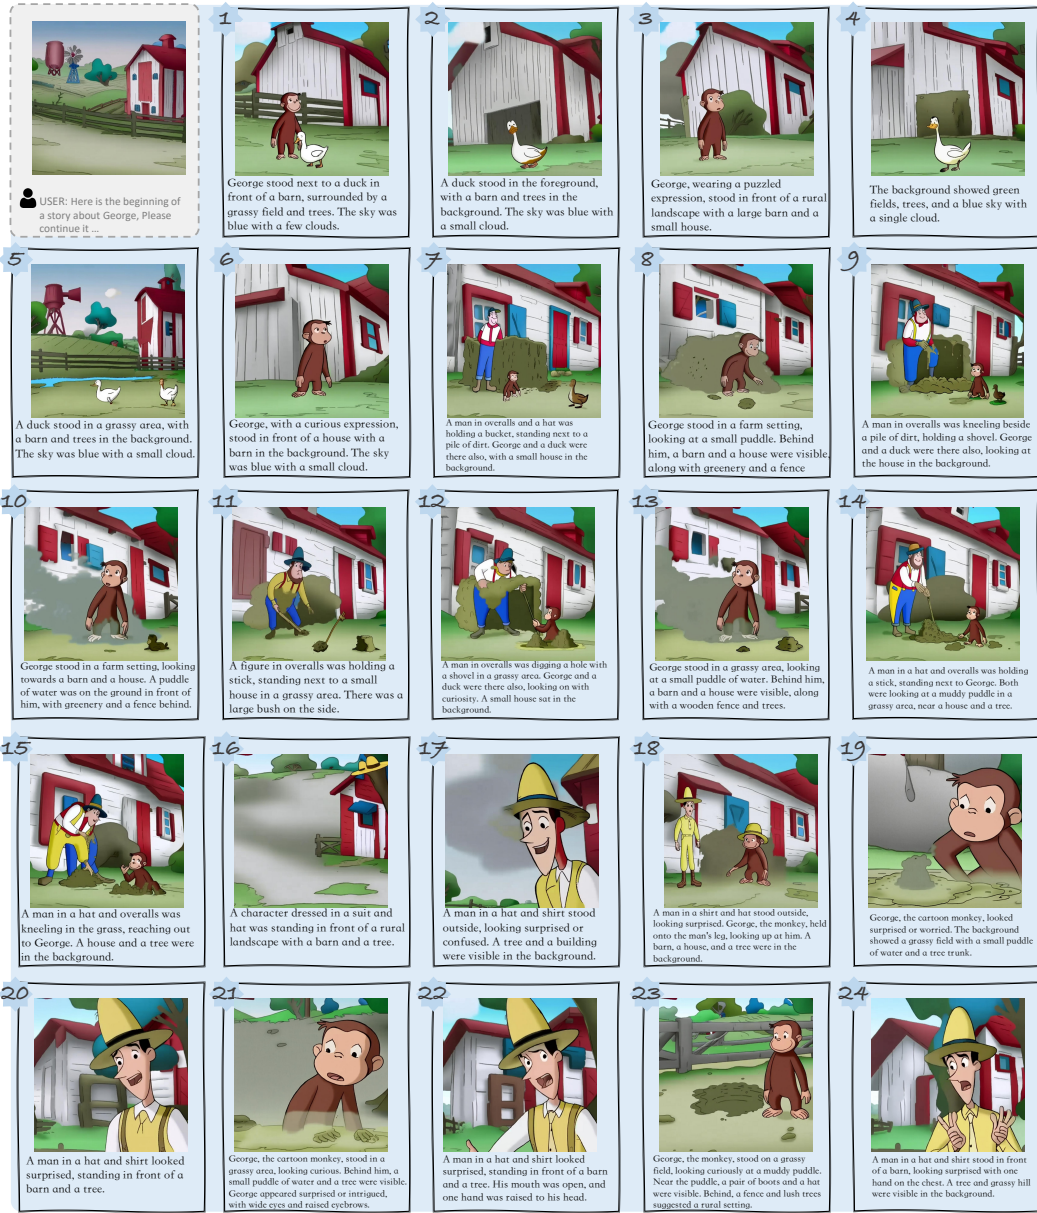 USER: Here is the beginning of
a story about George, Please
continue it ...
1
George stood next to a duck in
front of a barn, surrounded by a
grassy field and trees. The sky was
blue with a few clouds.
2
A duck stood in the foreground,
with a barn and trees in the
background. The sky was blue with
a small cloud.
3
George, wearing a puzzled
expression, stood in front of a rural
landscape with a large barn and a
small house.
4
The background showed green
fields, trees, and a blue sky with
a single cloud.
5
A duck stood in a grassy area, with
a barn and trees in the background.
The sky was blue with a small cloud.
6
George, with a curious expression,
stood in front of a house with a
barn in the background. The sky
was blue with a small cloud.
7
A man in overalls and a hat was
holding a bucket, standing next to a
pile of dirt. George and a duck were
there also, with a small house in the
background.
8
George stood in a farm setting,
looking at a small puddle. Behind
him, a barn and a house were visible,
along with greenery and a fence
9
A man in overalls was kneeling beside
a pile of dirt, holding a shovel. George
and a duck were there also, looking at
the house in the background.
10
George stood in a farm setting, looking
towards a barn and a house. A puddle
of water was on the ground in front of
him, with greenery and a fence behind.
11
A figure in overalls was holding a
stick, standing next to a small
house in a grassy area. There was a
large bush on the side.
12
A man in overalls was digging a hole with
a shovel in a grassy area. George and a
duck were there also, looking on with
curiosity. A small house sat in the
background.
13
George stood in a grassy area, looking
at a small puddle of water. Behind him,
a barn and a house were visible, along
with a wooden fence and trees.
14
A man in a hat and overalls was holding
a stick, standing next to George. Both
were looking at a muddy puddle in a
grassy area, near a house and a tree.
15
A man in a hat and overalls was
kneeling in the grass, reaching out
to George. A house and a tree were
in the background.
16
A character dressed in a suit and
hat was standing in front of a rural
landscape with a barn and a tree.
17
A man in a hat and shirt stood
outside, looking surprised or
confused. A tree and a building
were visible in the background.
18
A man in a shirt and hat stood outside,
looking surprised. George, the monkey, held
onto the man's leg, looking up at him. A
barn, a house, and a tree were in the
background.
19
George, the cartoon monkey, looked
surprised or worried. The background
showed a grassy field with a small puddle
of water and a tree trunk.
20
A man in a hat and shirt looked
surprised, standing in front of a
barn and a tree.
21
George, the cartoon monkey, stood in a
grassy area, looking curious. Behind him, a
small puddle of water and a tree were visible.
George appeared surprised or intrigued,
with wide eyes and raised eyebrows.
22
A man in a hat and shirt looked
surprised, standing in front of a barn
and a tree. His mouth was open, and
one hand was raised to his head.
23
George, the monkey, stood on a grassy
field, looking curiously at a muddy puddle.
Near the puddle, a pair of boots and a hat
were visible. Behind, a fence and lush trees
suggested a rural setting.
24
A man in a hat and shirt stood in front
of a barn, looking surprised with one
hand on the chest. A tree and grassy hill
were visible in the background.